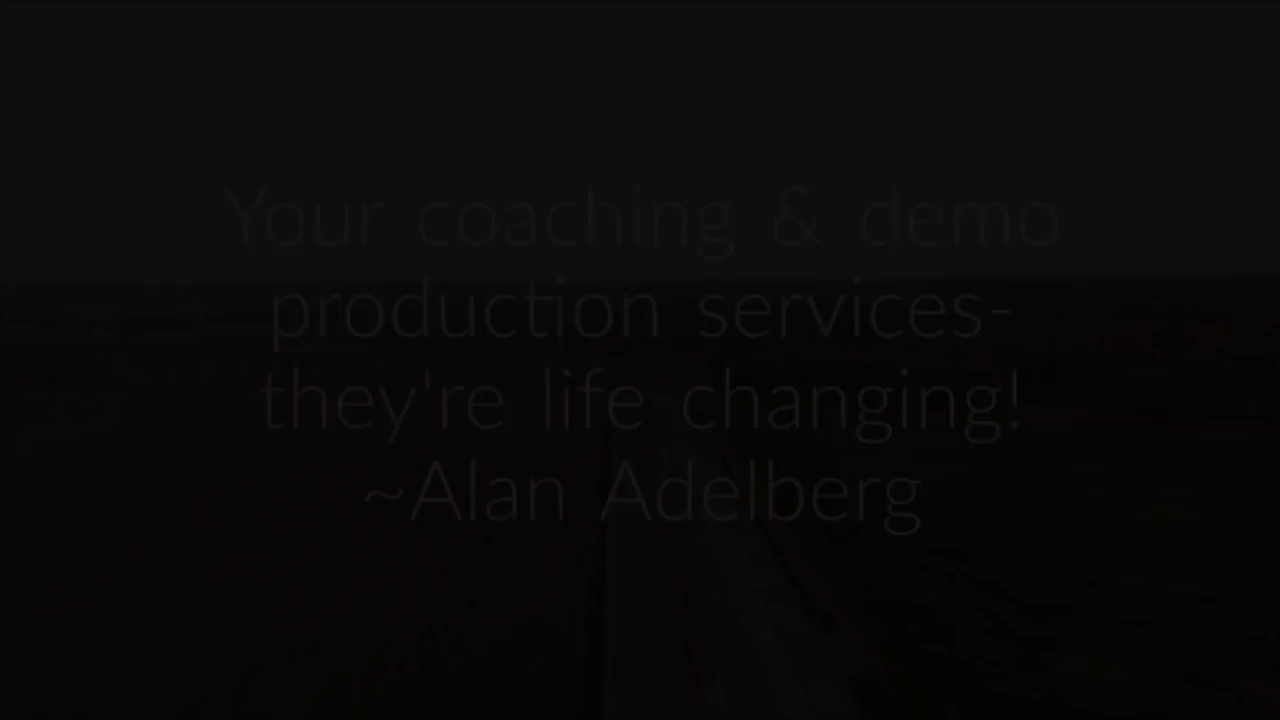 Your coaching & demo
production services-
they're life changing!
~Alan Adelberg